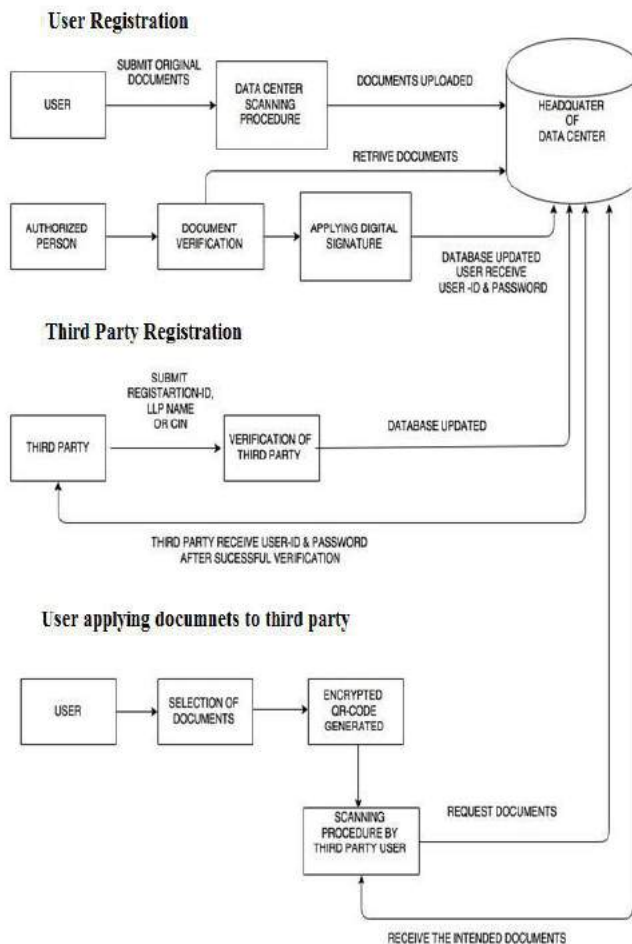 User Registration
SUBMIT ORIGINAL
DOCUMENTS
USER
DATA CENTER
SCANNING
PROCEDURE
DOCUMENTS UPLOADED
HEADQUATER
OF
DATA CENTER
RETRIVE DOCUMENTS
AUTHORIZED
PERSON
DOCUMENT
VERIFICATION
APPLYING DIGITAL
SIGNATURE
DATABASE UPDATED
USER RECEIVE
USER -ID & PASSWORD
Third Party Registration
SUBMIT
REGISTARTION-ID,
LLP NAME
OR CIN
THIRD PARTY
VERIFICATION OF
THIRD PARTY
DATABASE UPDATED
THIRD PARTY RECEIVE USER-ID & PASSWORD
AFTER SUCESSFUL VERIFICATION
User applying documnets to third party
USER
SELECTION OF
DOCUMENTS
ENCRYPTED
QR-CODE
GENERATED
SCANNING
PROCEDURE BY
THIRD PARTY USER
REQUEST DOCUMENTS
RECEIVE THE INTENDED DOCUMENTS